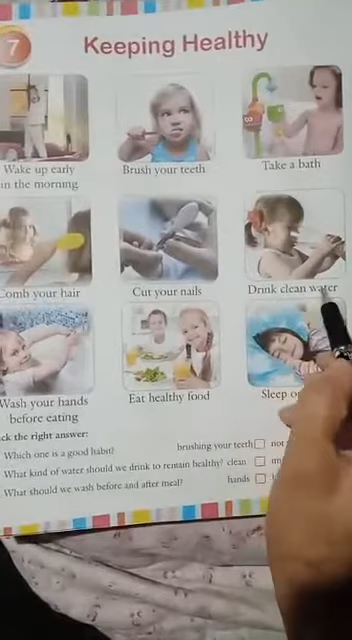 7
Keeping Healthy
Wake up early
in the morning
Brush your teeth
Take a bath
Comb your hair
Cut your nails
Drink clean water
Wash your hands
before eating
Eat healthy food
Sleep
the right answer:
Which one is a good habit? brushing your teeth not
What kind of water should we drink to remain healthy? clean
What should we wash before and after meal? hands